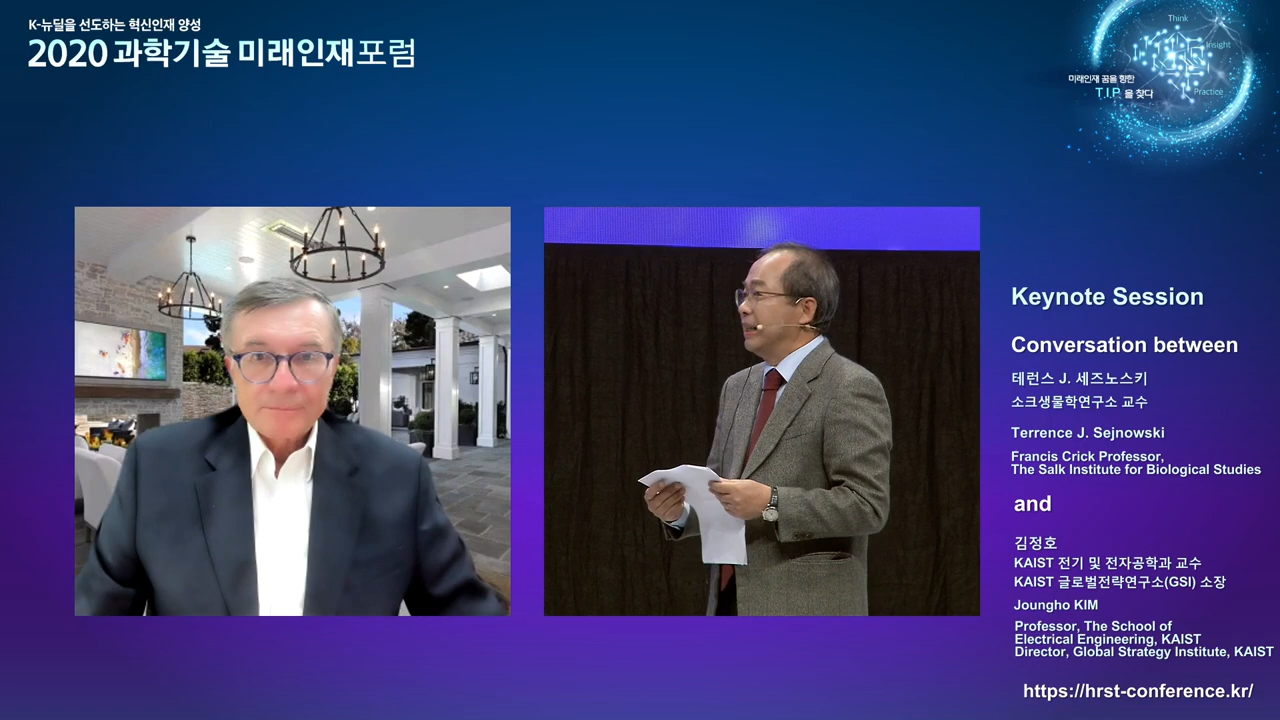 K-뉴딜을 선도하는 혁신인재 양성
2020 과학기술 미래인재포럼
Think
Insight
Practice
미래인재 꿈을 향한
T.I.P 을 찾다
Keynote Session
Conversation between
테런스 J. 세즈노스키
소크생물학연구소 교수
Terrence J. Sejnowski
Francis Crick Professor,
The Salk Institute for Biological Studies
and
김정호
KAIST 전기 및 전자공학과 교수
KAIST 글로벌전략연구소(GSI) 소장
Joungho KIM
Professor, The School of
Electrical Engineering, KAIST
Director, Global Strategy Institute, KAIST
https://hrst-conference.kr/